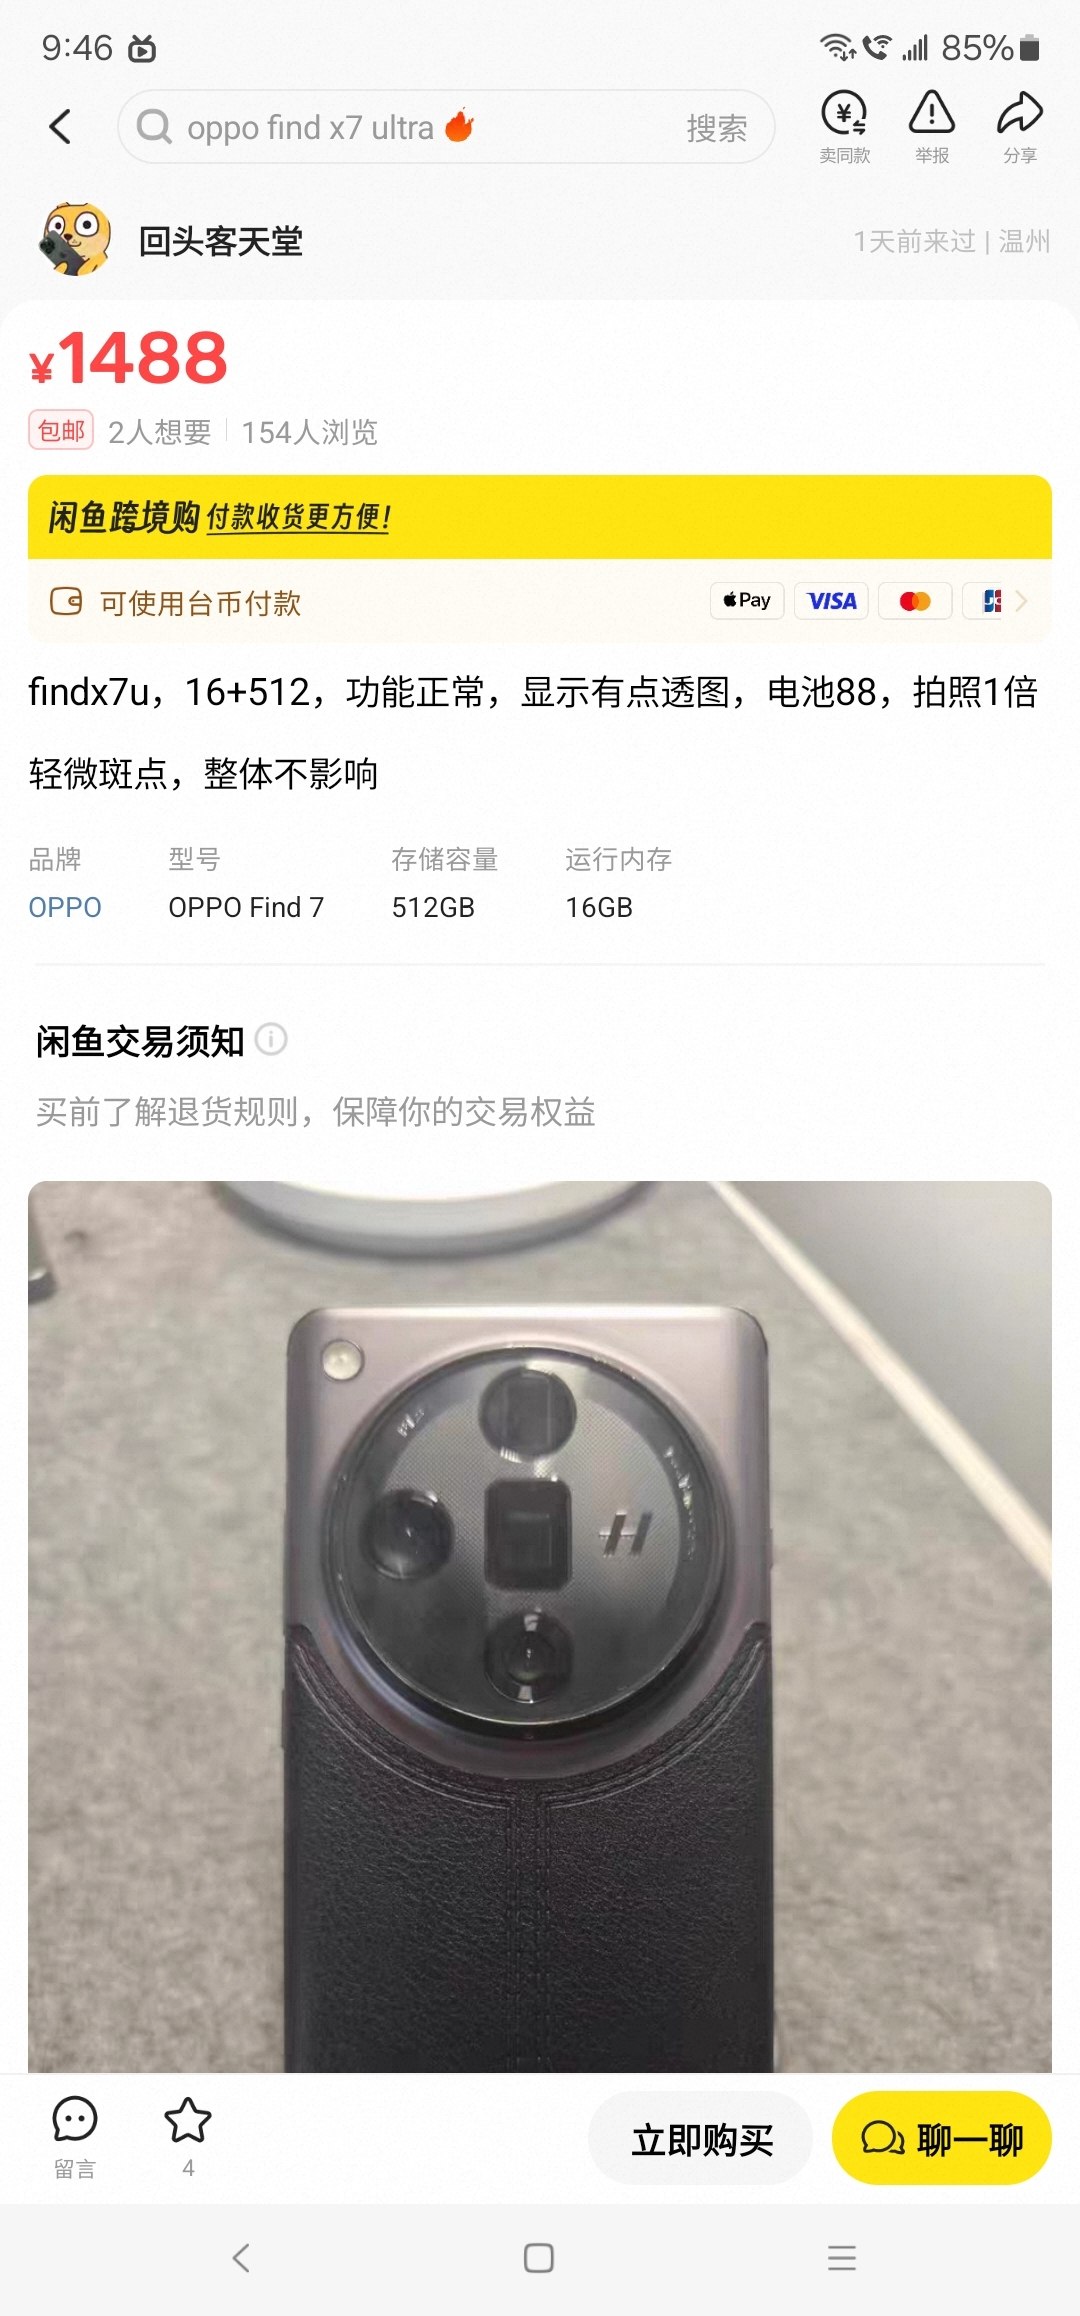 9:46 85%
oppo find x7 ultra 搜索
卖同款 举报 分享
回头客天堂 1天前来过 | 温州
¥1488
包邮 2人想要 154人浏览
闲鱼跨境购 付款收货更方便!
可使用台币付款 Pay VISA
findx7u，16+512，功能正常，显示有点透图，电池88，拍照1倍
轻微斑点，整体不影响
品牌 型号 存储容量 运行内存
OPPO OPPO Find 7 512GB 16GB
闲鱼交易须知
买前了解退货规则，保障你的交易权益
H
留言 4 立即购买 聊一聊